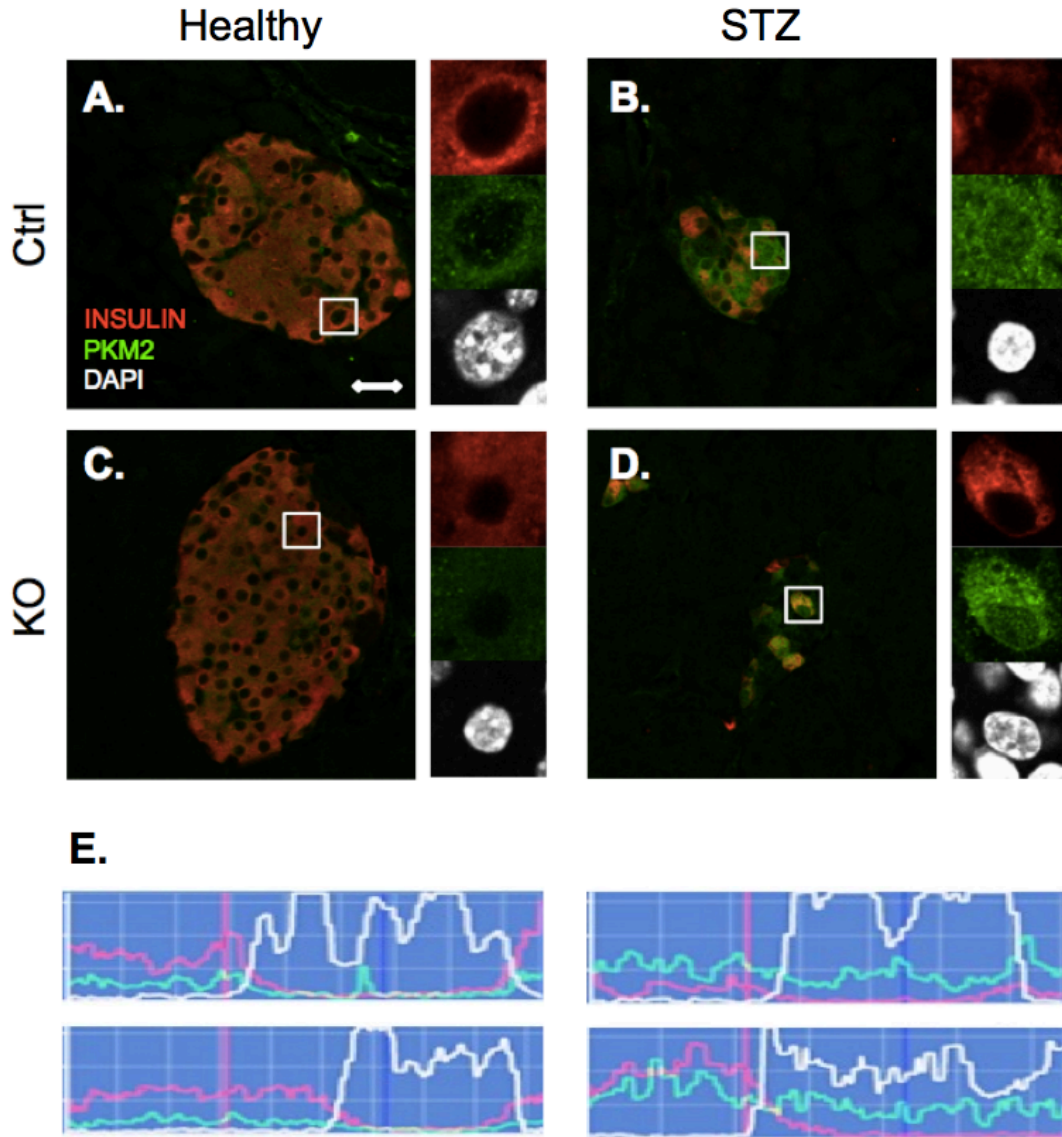 Healthy
STZ
Ctrl
A.
B.
INSULIN
PKM2
DAPI
KO
C.
D.
E.